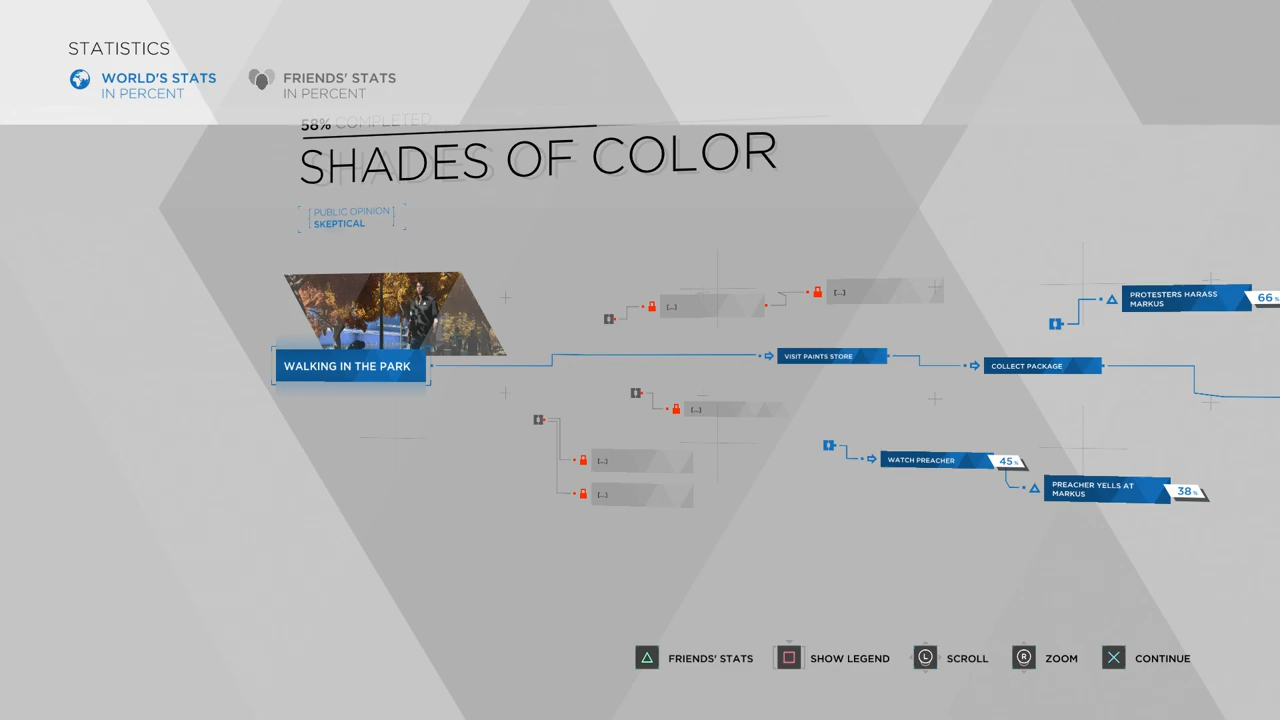 STATISTICS
WORLD'S STATS
IN PERCENT
FRIENDS' STATS
IN PERCENT
58% COMPLETED
SHADES OF COLOR
PUBLIC OPINION
SKEPTICAL
[...]
[...]
PROTESTERS HARASS
MARKUS
66%
WALKING IN THE PARK
VISIT PAINTS STORE
COLLECT PACKAGE
[...]
WATCH PREACHER
45%
[...]
PREACHER YELLS AT
MARKUS
38%
[...]
FRIENDS' STATS
SHOW LEGEND
L
SCROLL
R
ZOOM
CONTINUE